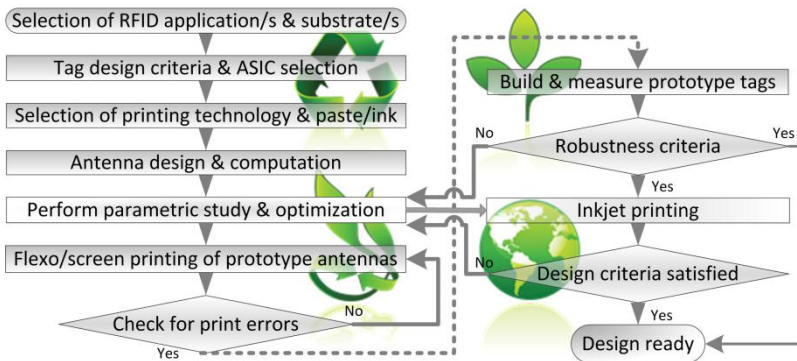 Selection of RFID application/s & substrate/s
Tag design criteria & ASIC selection
Selection of printing technology & paste/ink
Antenna design & computation
Perform parametric study & optimization
Flexo/screen printing of prototype antennas
Check for print errors
No
Yes
Build & measure prototype tags
No
Robustness criteria
Yes
Yes
Inkjet printing
No
Design criteria satisfied
Yes
Design ready